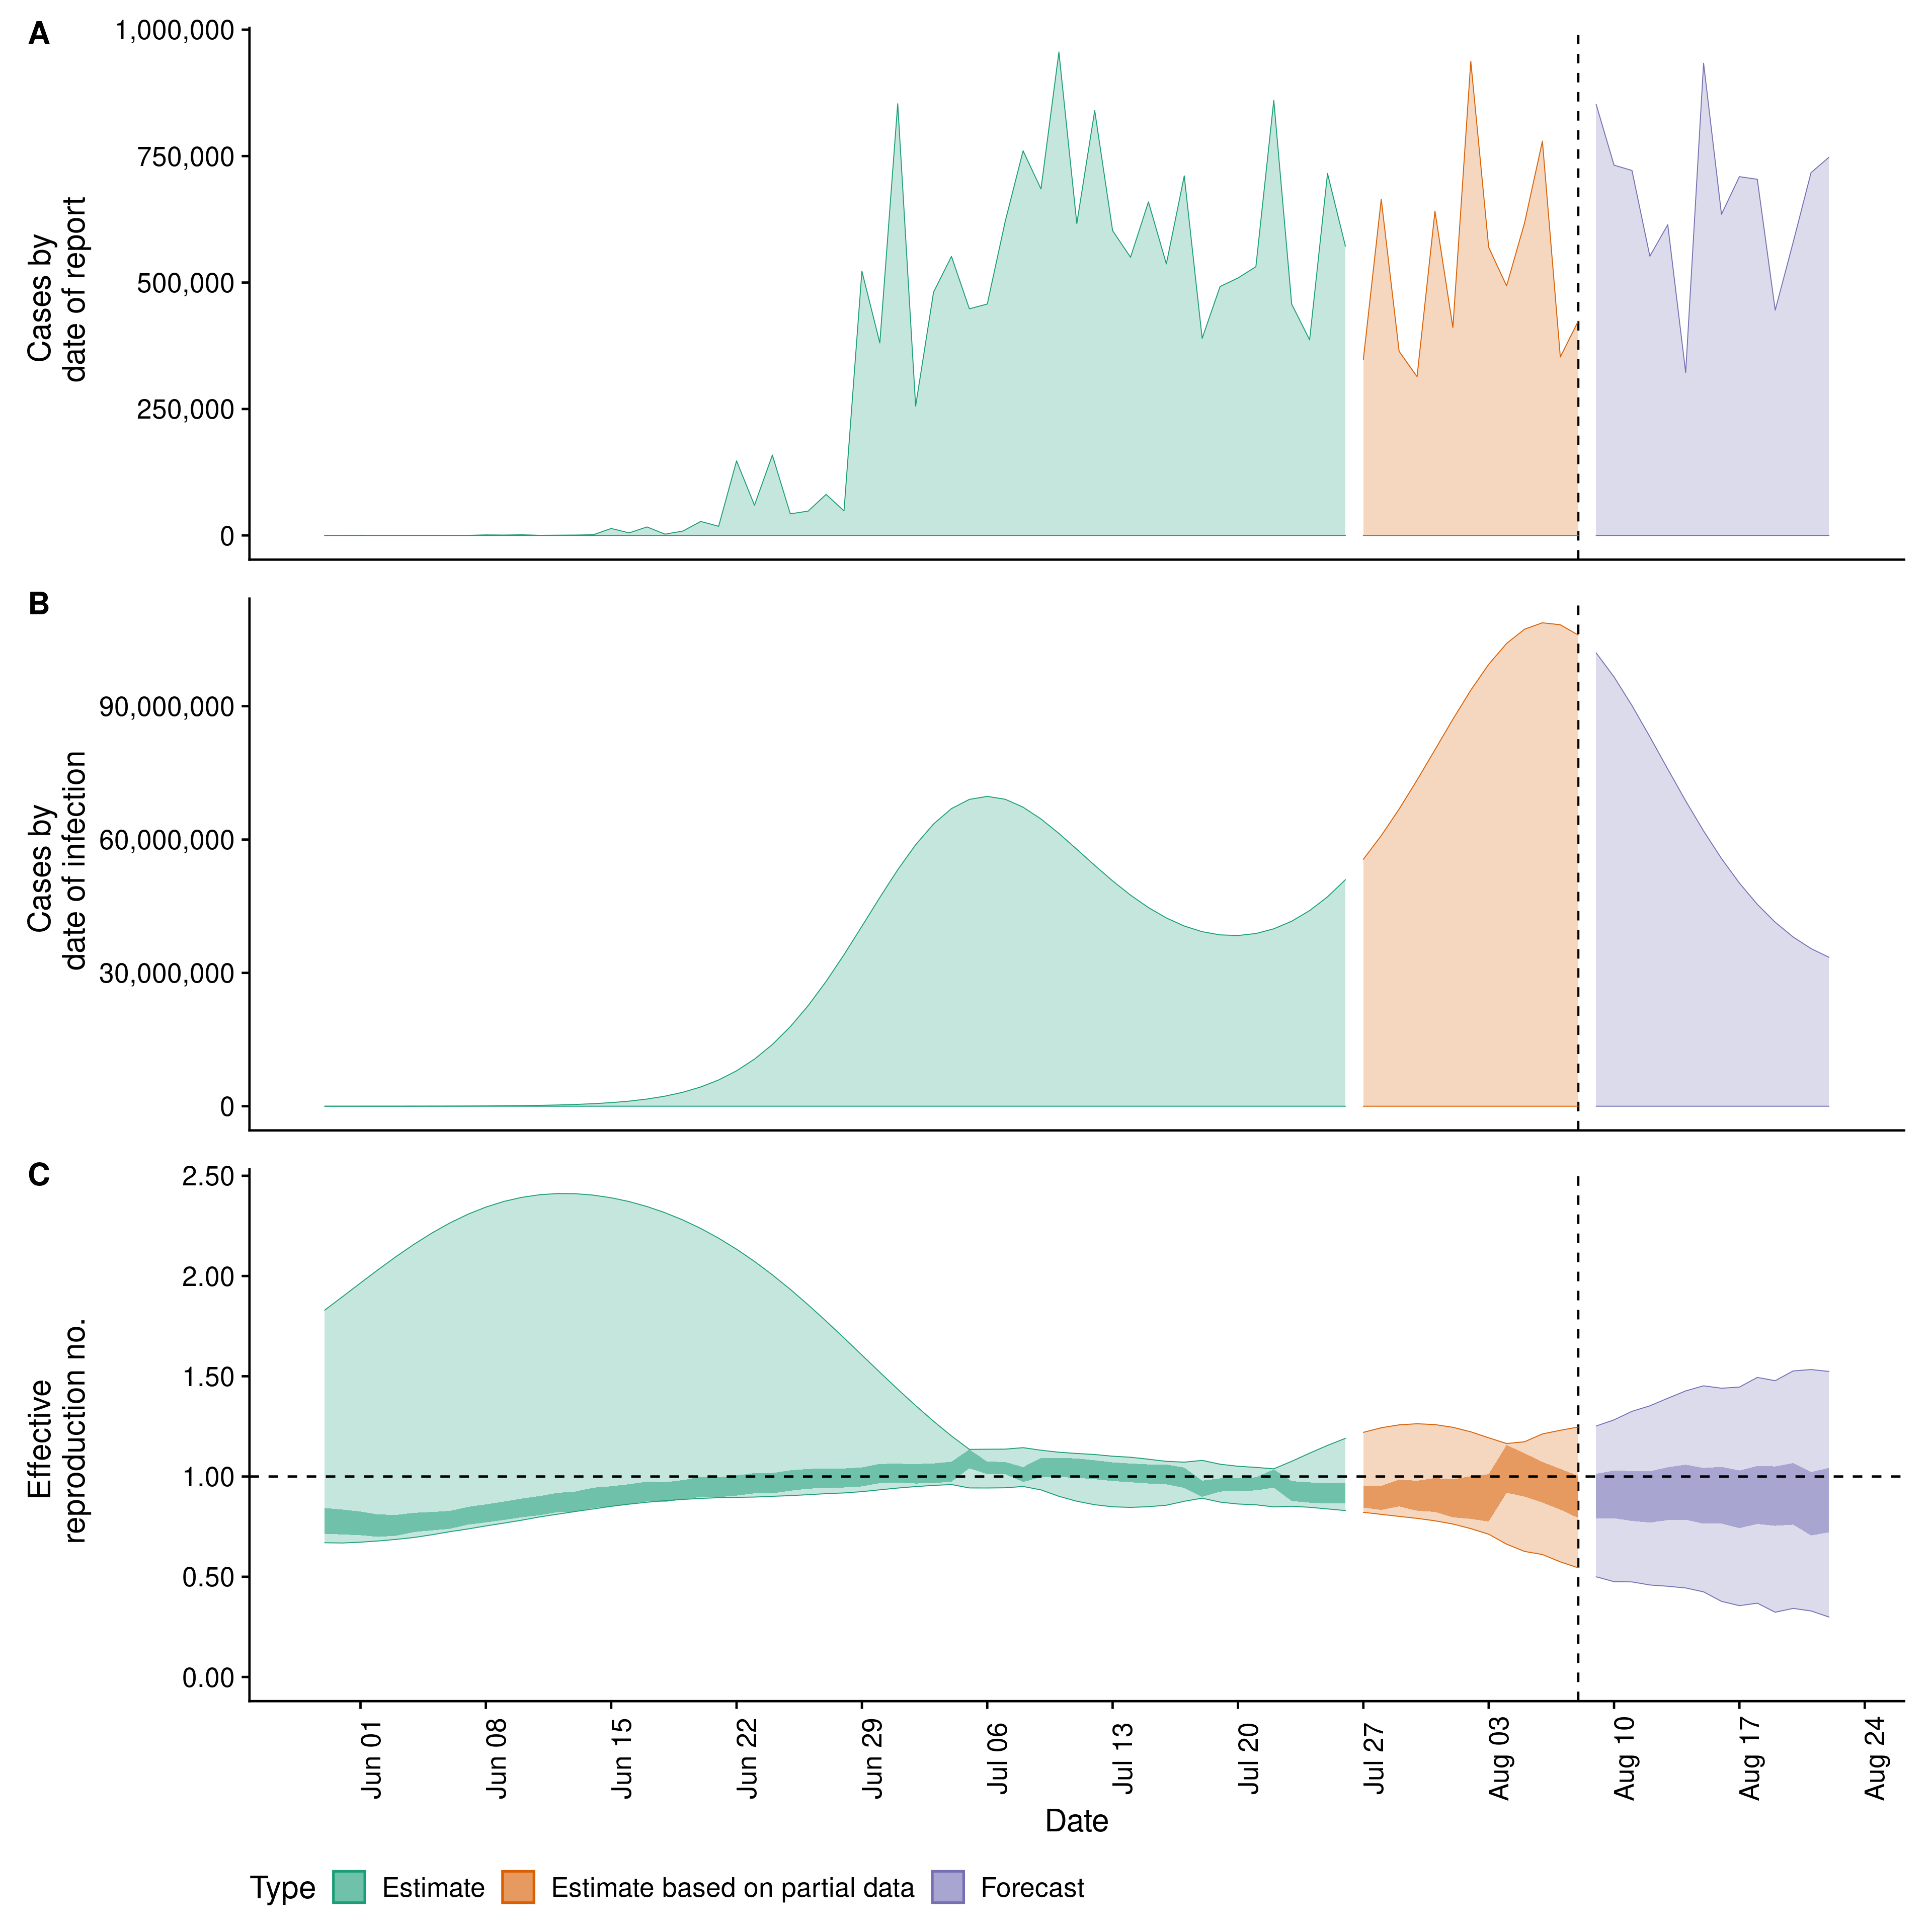 A
1,000,000
750,000
500,000
250,000
0
Cases by
date of report
B
90,000,000
60,000,000
30,000,000
0
Cases by
date of infection
C
2.50
2.00
1.50
1.00
0.50
0.00
Effective
reproduction no.
Jun 01
Jun 08
Jun 15
Jun 22
Jun 29
Jul 06
Jul 13
Jul 20
Jul 27
Aug 03
Aug 10
Aug 17
Aug 24
Date
Type Estimate Estimate based on partial data Forecast